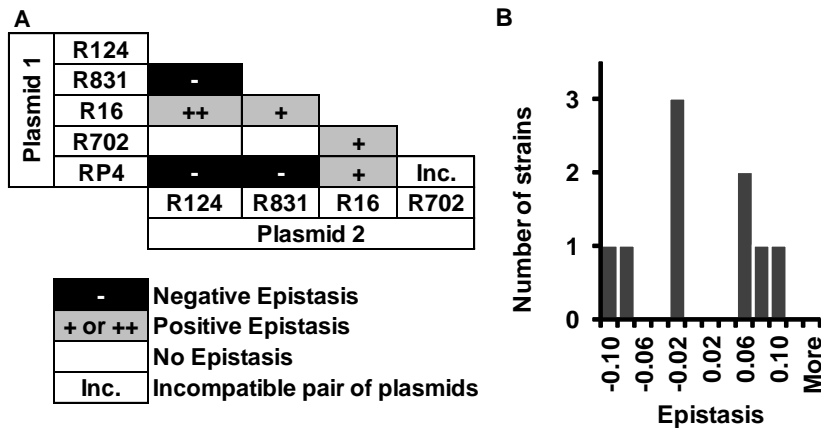 A
Plasmid 1
R124
R831 -
R16 ++ +
R702 +
RP4 - - + Inc.
R124 R831 R16 R702
Plasmid 2
- Negative Epistasis
+ or ++ Positive Epistasis
No Epistasis
Inc. Incompatible pair of plasmids
B
Number of strains
3
2
1
0
-0.10 -0.06 -0.02 0.02 0.06 0.10 More
Epistasis